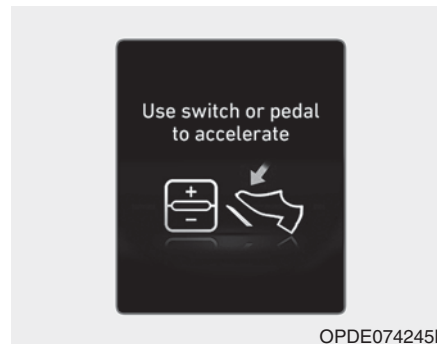 Use switch or pedal
to accelerate
+
−
OPDE074245